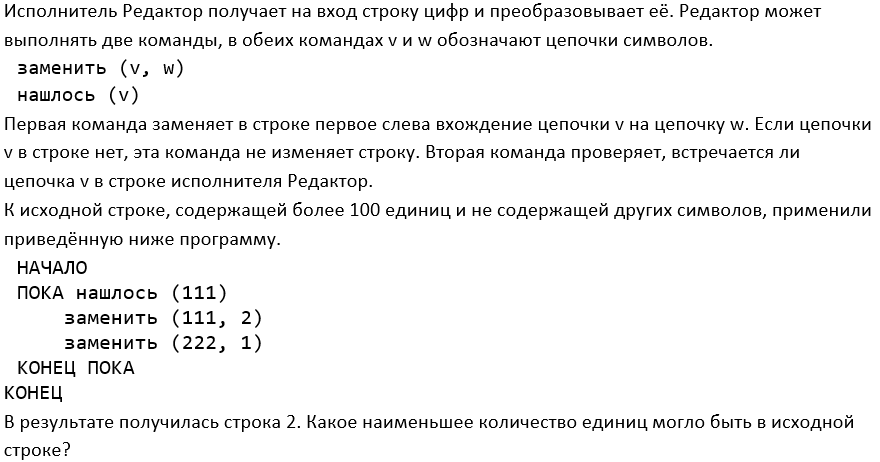 Исполнитель Редактор получает на вход строку цифр и преобразовывает её. Редактор может
выполнять две команды, в обеих командах v и w обозначают цепочки символов.
заменить (v, w)
нашлось (v)
Первая команда заменяет в строке первое слева вхождение цепочки v на цепочку w. Если цепочки
v в строке нет, эта команда не изменяет строку. Вторая команда проверяет, встречается ли
цепочка v в строке исполнителя Редактор.
К исходной строке, содержащей более 100 единиц и не содержащей других символов, применили
приведённую ниже программу.
НАЧАЛО
ПОКА нашлось (111)
заменить (111, 2)
заменить (222, 1)
КОНЕЦ ПОКА
КОНЕЦ
В результате получилась строка 2. Какое наименьшее количество единиц могло быть в исходной
строке?